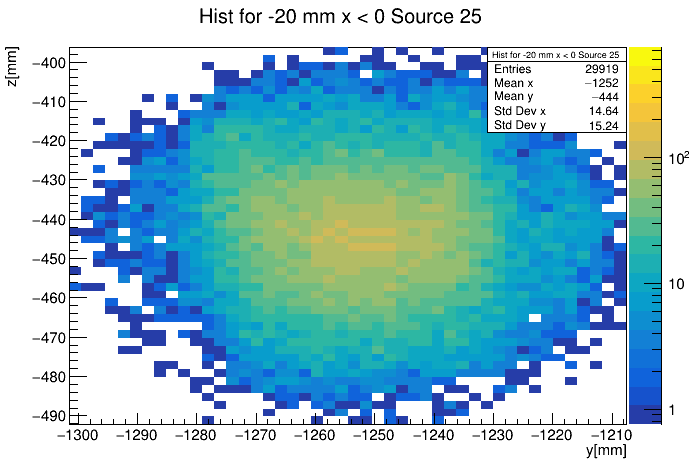 Hist for -20 mm x < 0 Source 25
z[mm]
Hist for -20 mm x < 0 Source 25
Entries 29919
Mean x −1252
Mean y −444
Std Dev x 14.64
Std Dev y 15.24
−400
−410
−420
−430
−440
−450
−460
−470
−480
−490
−1300 −1290 −1280 −1270 −1260 −1250 −1240 −1230 −1220 −1210
y[mm]
10²
10
1